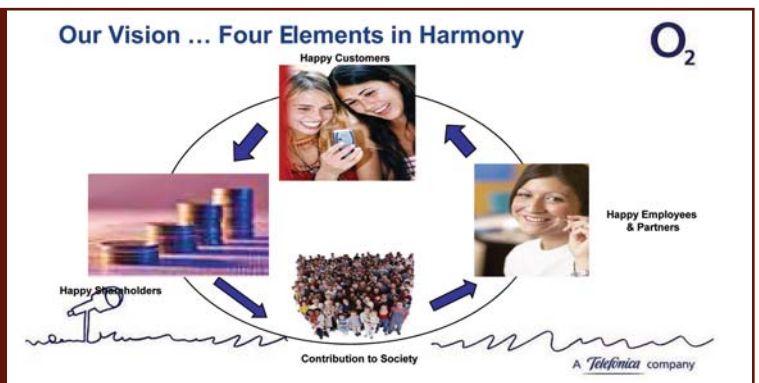 Our Vision … Four Elements in Harmony
O2
Happy Customers
Happy Employees
& Partners
Happy Shareholders
Contribution to Society
A Telefonica company